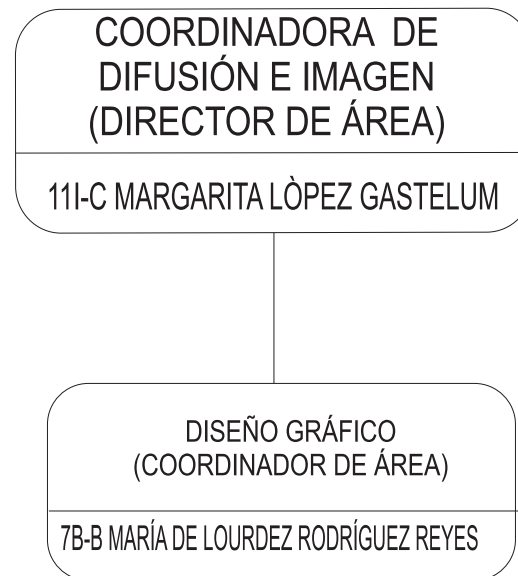 COORDINADORA DE
DIFUSIÓN E IMAGEN
(DIRECTOR DE ÁREA)
11I-C MARGARITA LÒPEZ GASTELUM
DISEÑO GRÁFICO
(COORDINADOR DE ÁREA)
7B-B MARÍA DE LOURDEZ RODRÍGUEZ REYES